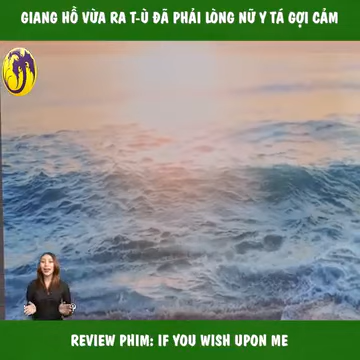 GIANG HỒ VỪA RA T-Ù ĐÃ PHẢI LÒNG NỮ Y TÁ GỢI CẢM
REVIEW PHIM: IF YOU WISH UPON ME